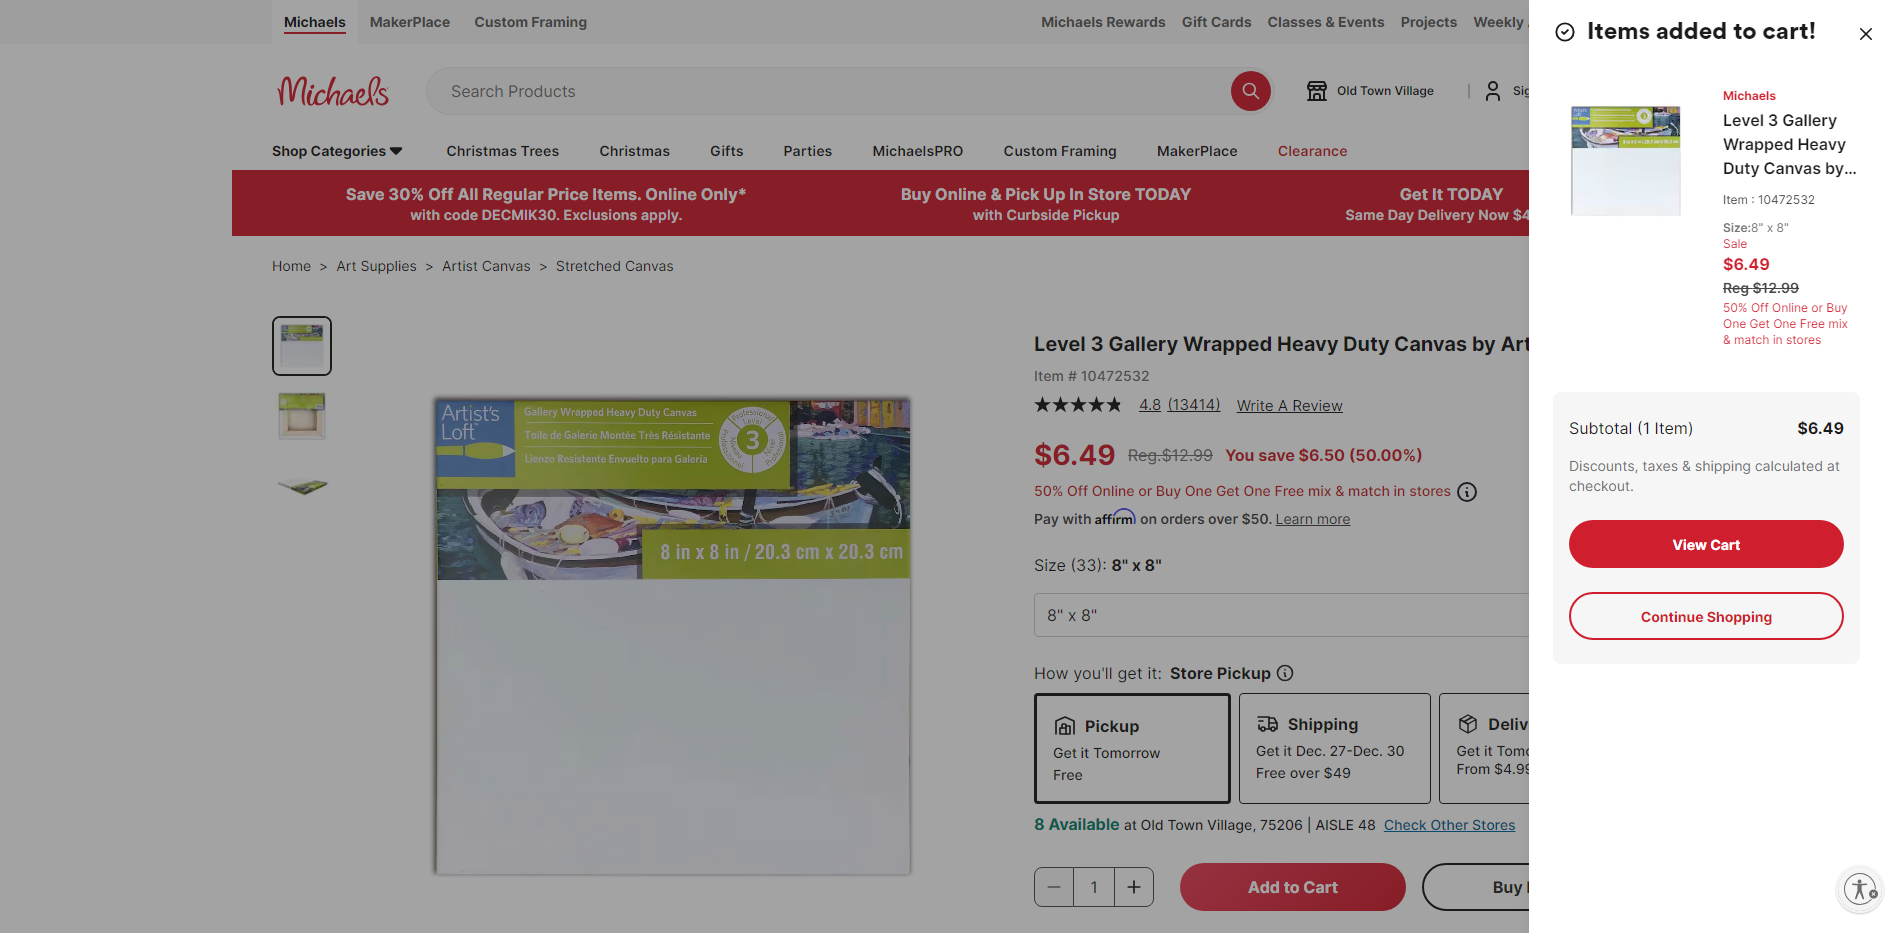 Michaels MakerPlace Custom Framing
Michaels Rewards Gift Cards Classes & Events Projects Weekly
Michaels
Search Products
Old Town Village
Shop Categories Christmas Trees Christmas Gifts Parties MichaelsPRO Custom Framing MakerPlace Clearance
Save 30% Off All Regular Price Items. Online Only*
with code DECMIK30. Exclusions apply.
Buy Online & Pick Up In Store TODAY
with Curbside Pickup
Get It TODAY
Same Day Delivery Now $4
Home > Art Supplies > Artist Canvas > Stretched Canvas
Artist's
Loft
Gallery Wrapped Heavy Duty Canvas
Toile de Galerie Montée Très Résistante
Lienzo Resistente Envuelto para Galería
Professional Level
3
8 in x 8 in / 20.3 cm x 20.3 cm
Level 3 Gallery Wrapped Heavy Duty Canvas by Art
Item # 10472532
4.8 (13414) Write A Review
$6.49 Reg.$12.99 You save $6.50 (50.00%)
50% Off Online or Buy One Get One Free mix & match in stores
Pay with affirm on orders over $50. Learn more
Size (33): 8" x 8"
8" x 8"
How you'll get it: Store Pickup
Pickup
Get it Tomorrow
Free
Shipping
Get it Dec. 27-Dec. 30
Free over $49
Deliv
Get it Tomo
From $4.99
8 Available at Old Town Village, 75206 | AISLE 48 Check Other Stores
1
Add to Cart
Buy
Items added to cart!
Michaels
Level 3 Gallery
Wrapped Heavy
Duty Canvas by...
Item : 10472532
Size:8" x 8"
Sale
$6.49
Reg $12.99
50% Off Online or Buy
One Get One Free mix
& match in stores
Subtotal (1 Item) $6.49
Discounts, taxes & shipping calculated at
checkout.
View Cart
Continue Shopping